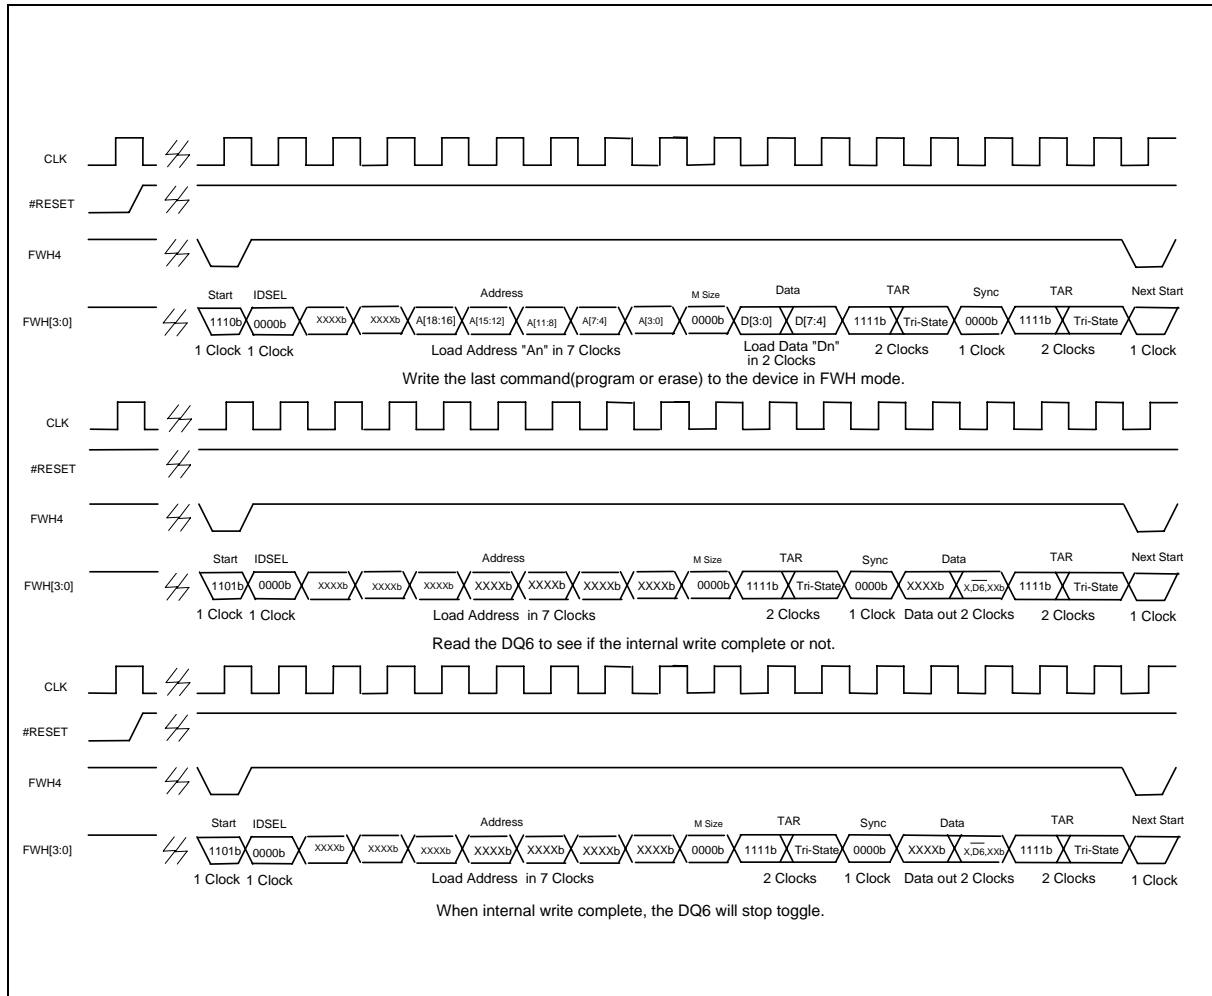 CLK
#RESET
FWH4
Start IDSEL Address M Size Data TAR Sync TAR Next Start
FWH[3:0] 1110b 0000b XXXXb XXXXb A[18:16] A[15:12] A[11:8] A[7:4] A[3:0] 0000b D[3:0] D[7:4] 1111b Tri-State 0000b 1111b Tri-State
1 Clock 1 Clock Load Address "An" in 7 Clocks Load Data "Dn" in 2 Clocks 2 Clocks 1 Clock 2 Clocks 1 Clock
Write the last command(program or erase) to the device in FWH mode.
CLK
#RESET
FWH4
Start IDSEL Address M Size TAR Sync Data TAR Next Start
FWH[3:0] 1101b 0000b XXXXb XXXXb XXXXb XXXXb XXXXb XXXXb XXXXb 0000b 1111b Tri-State 0000b XXXXb X,D̅6̅,XXb 1111b Tri-State
1 Clock 1 Clock Load Address in 7 Clocks 2 Clocks 1 Clock Data out 2 Clocks 2 Clocks 1 Clock
Read the DQ6 to see if the internal write complete or not.
CLK
#RESET
FWH4
Start IDSEL Address M Size TAR Sync Data TAR Next Start
FWH[3:0] 1101b 0000b XXXXb XXXXb XXXXb XXXXb XXXXb XXXXb XXXXb 0000b 1111b Tri-State 0000b XXXXb X,D̅6̅,XXb 1111b Tri-State
1 Clock 1 Clock Load Address in 7 Clocks 2 Clocks 1 Clock Data out 2 Clocks 2 Clocks 1 Clock
When internal write complete, the DQ6 will stop toggle.